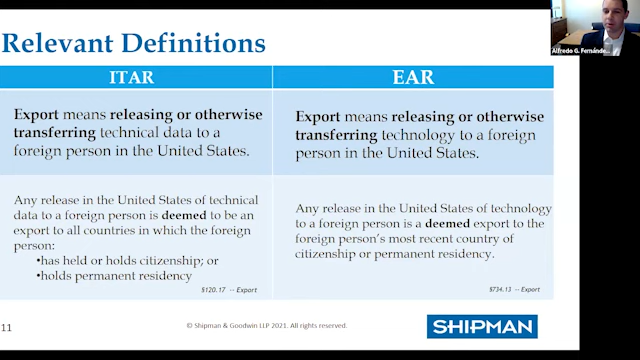 Relevant Definitions
Alfredo G. Fernánde...
ITAR
EAR
Export means releasing or otherwise
transferring technical data to a
foreign person in the United States.
Export means releasing or otherwise
transferring technology to a foreign
person in the United States.
Any release in the United States of technical
data to a foreign person is deemed to be an
export to all countries in which the foreign
person:
•has held or holds citizenship; or
•holds permanent residency
§120.17 -- Export
Any release in the United States of technology
to a foreign person is a deemed export to the
foreign person's most recent country of
citizenship or permanent residency.
§734.13 -- Export
11
© Shipman & Goodwin LLP 2021. All rights reserved.
SHIPMAN